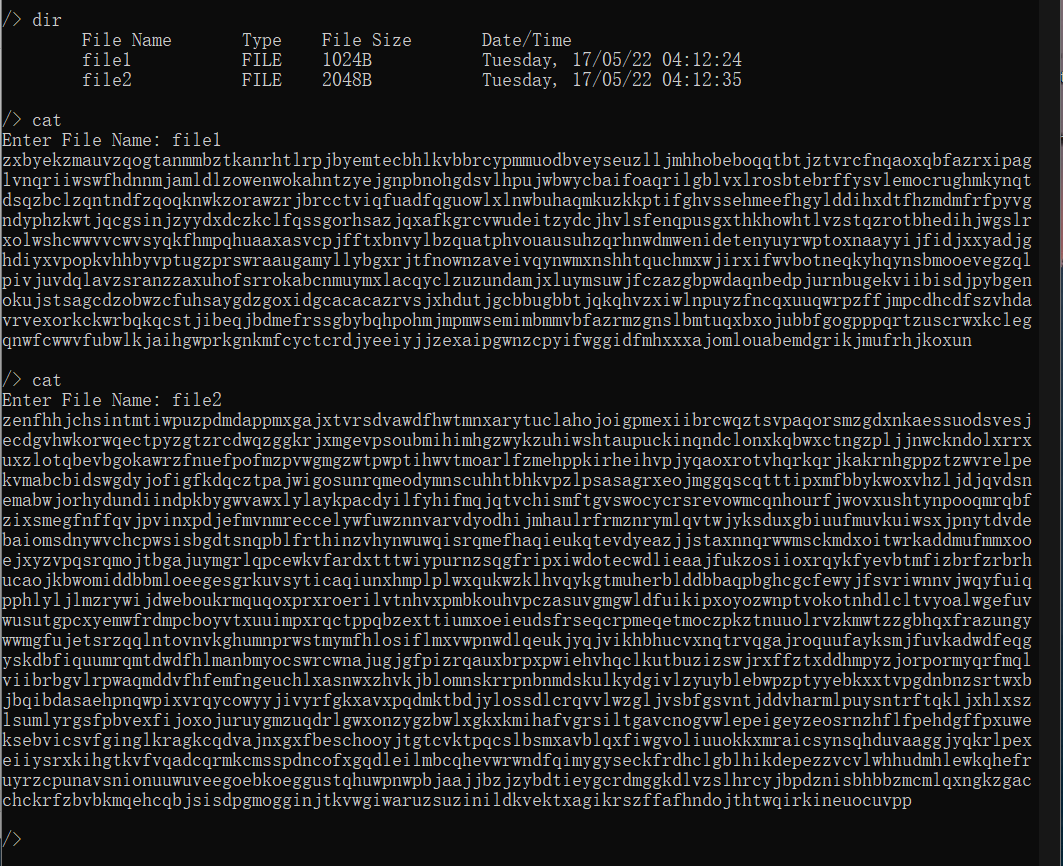 /> dir
File Name Type File Size Date/Time
file1 FILE 1024B Tuesday, 17/05/22 04:12:24
file2 FILE 2048B Tuesday, 17/05/22 04:12:35
/> cat
Enter File Name: file1
zxbyekzmauvzqogtanmmbztkanrhtlrpjbyemtecbhlkvbbrcypmmuodbveyseuzlljmhhobeboqqtbtjztvrcfnqaoxqbfazrxipag
lvnqriiwswfhdnnmjamldlzowenwokahntzyejgnpbnohgdsvlhpujwbwycbaifoaqrilgblvxlrosbtebrffysvlemocrughmkynqt
dsqzbclzqntndfzqoqknwkzorawzrjbrcctviqfuadfqguowlxlnwbuhaqmkuzkkptifghvssehmeefhgylddihxdtfhzmdmfrfpyvg
ndyphzkwtjqcgsinjzyydxdczkclfqssgorhsazjqxafkgrcvwudeitzydcjhvlsfenqpusgxthkhowhtlvzstqzrotbhedihjwgslr
xolwshcwwvvcwvsyqkfhmpqhuaaxasvcpjfftxbnvylbzquatphvouausuhzqrhnwdmwenidetenyuyrwptoxnaayyijfidjxxyadjg
hdiyxvpopkvhhbyvptugzprswraaugamyllybgxrjtfnownzaveivqynwmxnshhtquchmxwjirxifwvbotneqkyhqynsbmooevegzql
pivjuvdqlavzsranzzaxuhofsrrokabcnmuymxlacqyclzuzundamjxluymsuwjfczazgbpwdaqnbedpjurnbugekviibisdjpybgen
okujstsagcdzobwzcfuhsaygdzgoxidgcacacazrvsjxhdutjgcbbugbbtjqkqhvzxiwlnpuyzfncqxuuqwrpzffjmpcdhcdfszvhda
vrvexorkckwrbqkqcstjibeqjbdmefrssgbybqhpohmjmpmwsemimbmmvbfazrmzgnslbmtuqxbxojubbfgogpppqrtzuscrwxkcleg
qnwfcwwvfubwlkjaihgwprkgnkmfcyctcrdjyeeiyjjzexaipgwnzcpyifwggidfmhxxxajomlouabemdgrikjmufrhjkoxun
/> cat
Enter File Name: file2
zenfhhjchsintmtiwpuzpdmdappmxgajxtvrsdvawdfhwtmnxarytuclahojoigpmexiibrcwqztsvpaqorsmzgdxnkaessuodsvesj
ecdgvhwkorwqectpyzgtzrcdwqzggkrjxmgevpsoubmihimhgzwykzuhiwshtaupuckinqndclonxkqbwxctngzpljjnwckndolxrrx
uxzlotqbevbgokawrzfnuefpofmzpvwgmgzwtpwptihwvtmoarlfzmehppkirheihvpjyqaoxrotvhqrkqrjkakrnhgppztzwvrelpe
kvmabcbidswgdyjofigfkdqcztpajwigosunrqmeodymnscuhhtbhkvpzlpsasagrxeojmggqscqtttipxmfbbykwoxvhzljdjqvdsn
emabwjorhydundiindpkbygwvawxlylaykpacdyilfyhifmqjqtvchismftgvswocycrsrevowmcqnhourfjwovxushtynpooqmrqbf
zixsmegfnffqvjpvinxpdjefmvnmreccelywfuwznnvarvdyodhijmhaulrfrmznrymlqvtwjyksduxgbiuufmuvkuiwsxjpnytdvde
baiomsdnywvchcpwsisbgdtsnqpblfrthinzvhynwuwqisrqmefhaqieukqtevdyeazjjstaxnnqrwwmsckmdxoitwrkaddmufmmxoo
ejxyzvpqsrqmojtbgajuymgrlqpcewkvfardxtttwiypurnzsqgfripxiwdotecwdlieaajfukzosiioxrqykfyevbtmfizbrfzrbrh
ucaojkbwomiddbbmloeegesgrkuvsyticaqiunxhmplplwxqukwzklhvqykgtmuherblddbbaqpbghcgcfewyjfsvriwnnvjwqyfuiq
pphlyljlmzrywijdweboukrmquqoxprxroerilvtnhvxpmbkouhvpczasuvgmgwldfuikipxoyozwnptvokotnhdlcltvyoalwgefuv
wusutgpcxyemwfrdmpcboyvtxuuimpxrqctppqbzexttiumxoeieudsfrseqcrpmeqetmoczpkztnuuolrvzkmwtzzgbhqxfrazungy
wwmgfujetsrzqqlntovnvkghumnprwstmymfhlosiflmxvwpnwdlqeukjyqjvikhbhucvxnqtrvqgajroqufayksmjfuvkadwdfeqg
yskdbfiquumrqmtdwdfhlmanbmyocswrcwnajugjgfpizrqauxbrpxpwiehvhqclkutbuzizswjrxffztxddhmpyzjorpormyqrfmql
viibrbgvlrpwaqmddvfhfemfngeuchlxasnwxzhvkjblomnskrrpnbnmdskulkydgivlzyuyblebwpzptyyebkxxtvpgdnbnzsrtwxb
jbqibdasaehpnqwpixvrqycowyyjivyrfgkxavxpqdmktbdjylossdlcrqvvlwzgljvsbfgsvntjddvharmlpuysntrftqkljxhlxsz
lsumlyrgsfpbvexfijoxojuruygmzuqdrlgwxonzygzbwlxgkxkmihafvgrsiltgavcnogvwlepeigeyzeosrnzhflfpehdgffpxuwe
ksebvicsvfginglkragkcqdvajnxgxfbeschooyjtgtcvktpqcslbsmxavblqxfiwgvoliuuokkxmraicsynsqhduvaaggjyqkrlpex
eiiysrxkihgtkvfvqadcqrmkcmsspdncofxgqdleilmbcqhevwrwndfqimygyseckfrdhclgblhikdepezzvcvlwhhudmhlewkqhefr
uyrzcpunavsnionuuwuveegoebkoeggustqhuwpnwpbjaajjbzjzybdtieygcrdmggkdlvzslhrcyjbpdznisbhbbzmcmlqxngkzgac
chckrfzbvbkmqehcqbjsisdpgmogginjtkvwgiwaruzsuzinildkvektxagikrszffafhndojthtwqirkineuocuvpp
/>